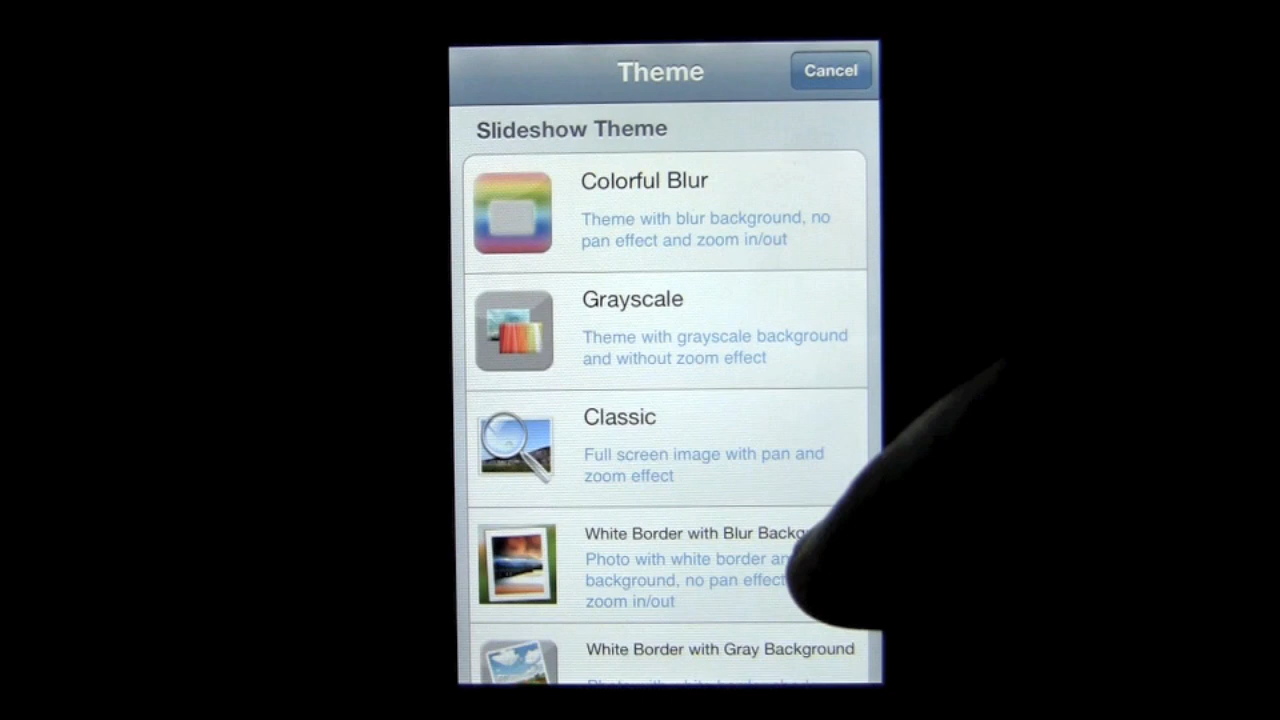 Theme
Cancel
Slideshow Theme
Colorful Blur
Theme with blur background, no
pan effect and zoom in/out
Grayscale
Theme with grayscale background
and without zoom effect
Classic
Full screen image with pan and
zoom effect
White Border with Blur
Photo with white border
background, no pan effect
zoom in/out
White Border with Gray Background